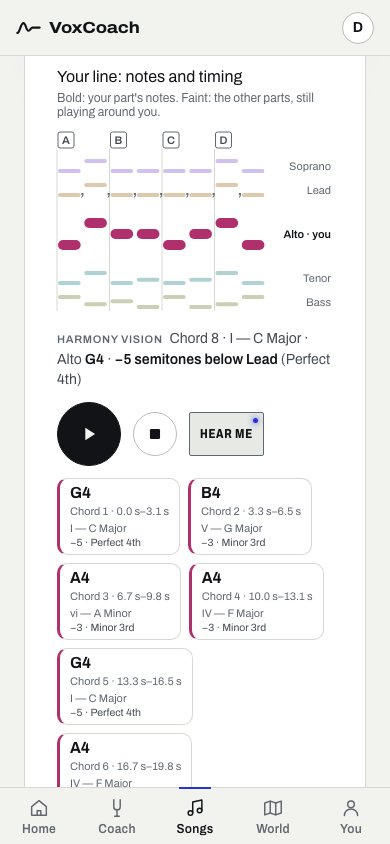 VoxCoach
D
Your line: notes and timing
Bold: your part's notes. Faint: the other parts, still
playing around you.
A B C D
Soprano
Lead
Alto · you
Tenor
Bass
HARMONY VISION Chord 8 · I — C Major ·
Alto G4 · −5 semitones below Lead (Perfect
4th)
HEAR ME
G4
Chord 1 · 0.0 s–3.1 s
I — C Major
−5 · Perfect 4th
B4
Chord 2 · 3.3 s–6.5 s
V — G Major
−3 · Minor 3rd
A4
Chord 3 · 6.7 s–9.8 s
vi — A Minor
−3 · Minor 3rd
A4
Chord 4 · 10.0 s–13.1 s
IV — F Major
−3 · Minor 3rd
G4
Chord 5 · 13.3 s–16.5 s
I — C Major
−5 · Perfect 4th
A4
Chord 6 · 16.7 s–19.8 s
IV — F Major
Home Coach Songs World You